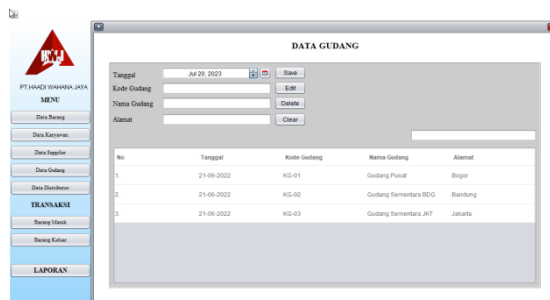 DATA GUDANG
PT.HAADI WAHANA JAYA
MENU
Data Barang
Data Karyawan
Data Supplier
Data Gudang
Data Distributor
TRANSAKSI
Barang Masuk
Barang Keluar
LAPORAN
Tanggal Jul 20, 2023 Save
Kode Gudang Edit
Nama Gudang Delete
Alamat Clear
No Tanggal Kode Gudang Nama Gudang Alamat
1. 21-06-2022 KG-01 Gudang Pusat Bogor
2. 21-06-2022 KG-02 Gudang Sementara BDG Bandung
3. 21-06-2022 KG-03 Gudang Sementara JKT Jakarta